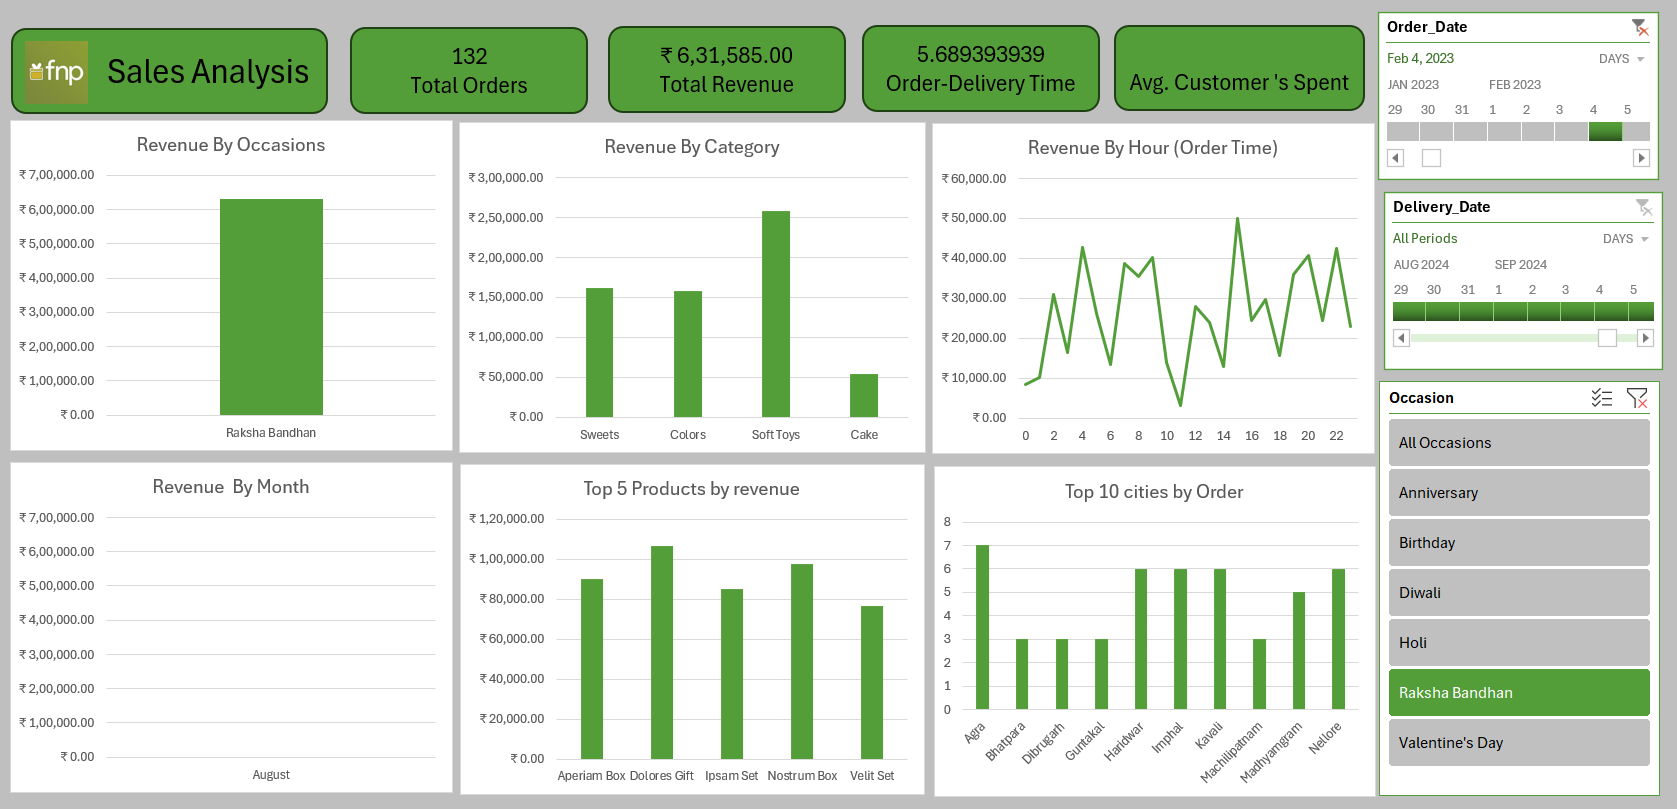 fnp
Sales Analysis
132
Total Orders
₹ 6,31,585.00
Total Revenue
5.689393939
Order-Delivery Time
Avg. Customer 's Spent
Revenue By Occasions
₹ 7,00,000.00
₹ 6,00,000.00
₹ 5,00,000.00
₹ 4,00,000.00
₹ 3,00,000.00
₹ 2,00,000.00
₹ 1,00,000.00
₹ 0.00
Raksha Bandhan
Revenue By Category
₹ 3,00,000.00
₹ 2,50,000.00
₹ 2,00,000.00
₹ 1,50,000.00
₹ 1,00,000.00
₹ 50,000.00
₹ 0.00
Sweets Colors Soft Toys Cake
Revenue By Hour (Order Time)
₹ 60,000.00
₹ 50,000.00
₹ 40,000.00
₹ 30,000.00
₹ 20,000.00
₹ 10,000.00
₹ 0.00
0 2 4 6 8 10 12 14 16 18 20 22
Order_Date
Feb 4, 2023 DAYS
JAN 2023 FEB 2023
29 30 31 1 2 3 4 5
Delivery_Date
All Periods DAYS
AUG 2024 SEP 2024
29 30 31 1 2 3 4 5
Occasion
All Occasions
Anniversary
Birthday
Diwali
Holi
Raksha Bandhan
Valentine's Day
Revenue By Month
₹ 7,00,000.00
₹ 6,00,000.00
₹ 5,00,000.00
₹ 4,00,000.00
₹ 3,00,000.00
₹ 2,00,000.00
₹ 1,00,000.00
₹ 0.00
August
Top 5 Products by revenue
₹ 1,20,000.00
₹ 1,00,000.00
₹ 80,000.00
₹ 60,000.00
₹ 40,000.00
₹ 20,000.00
₹ 0.00
Aperiam Box Dolores Gift Ipsam Set Nostrum Box Velit Set
Top 10 cities by Order
8
7
6
5
4
3
2
1
0
Agra Bhatpara Dibrugarh Guntakal Haridwar Imphal Kavali Machilipatnam Madhyamgram Nellore